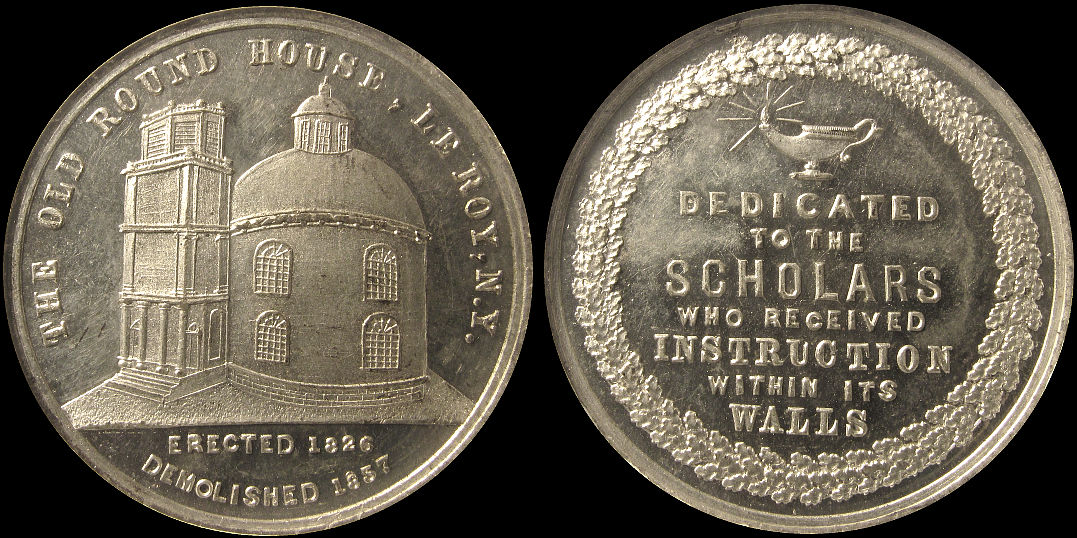 THE OLD ROUND HOUSE, LE ROY, N.Y.
ERECTED 1826
DEMOLISHED 1857
DEDICATED
TO THE
SCHOLARS
WHO RECEIVED
INSTRUCTION
WITHIN ITS
WALLS